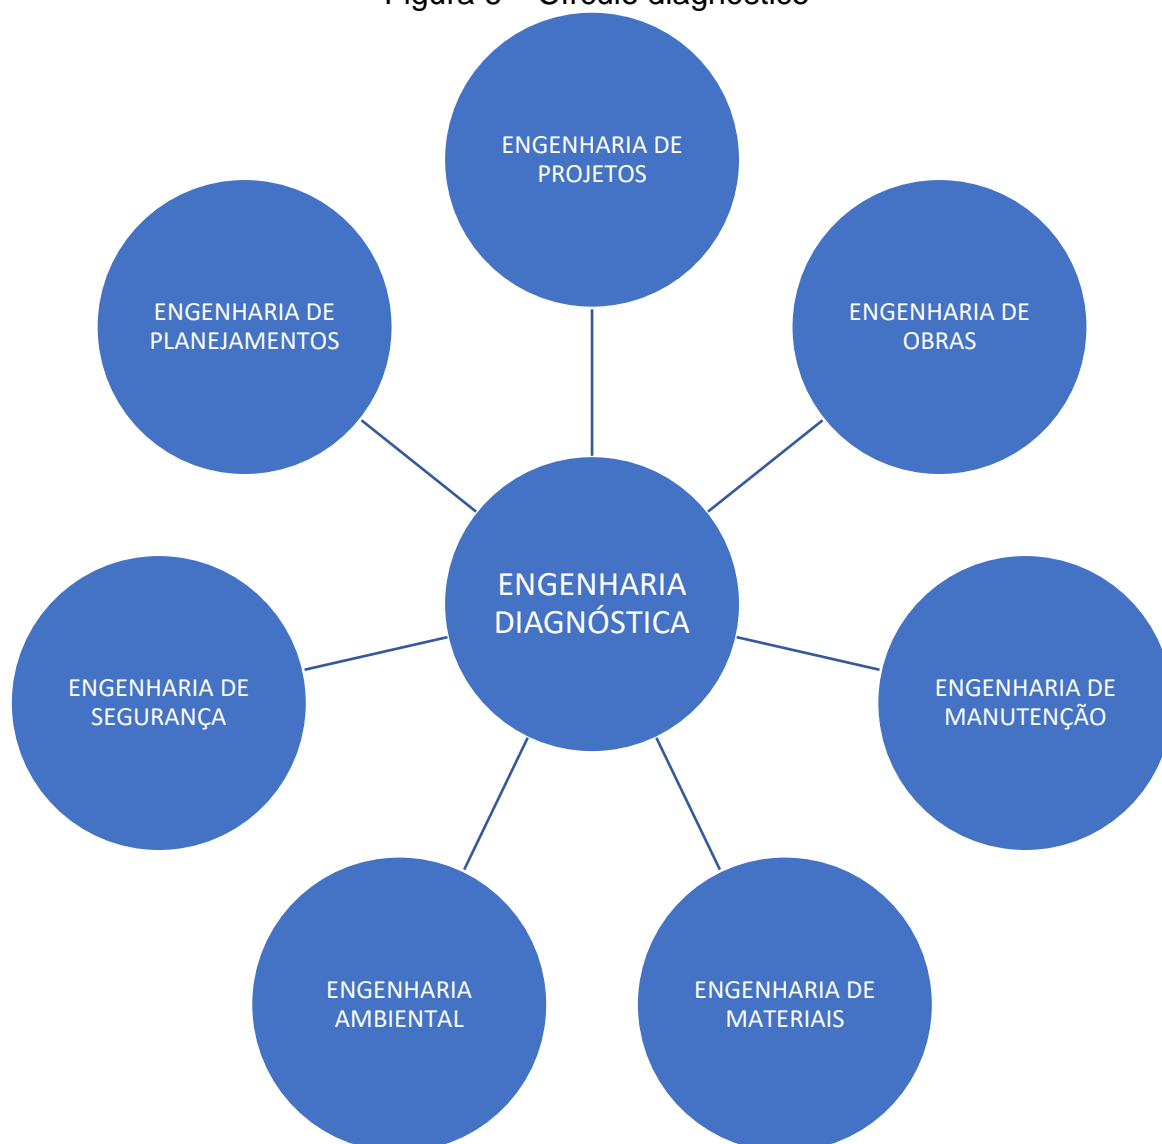 ENGENHARIA DE
PROJETOS
ENGENHARIA DE
OBRAS
ENGENHARIA DE
MANUTENÇÃO
ENGENHARIA DE
MATERIAIS
ENGENHARIA
AMBIENTAL
ENGENHARIA DE
SEGURANÇA
ENGENHARIA DE
PLANEJAMENTOS
ENGENHARIA
DIAGNÓSTICA